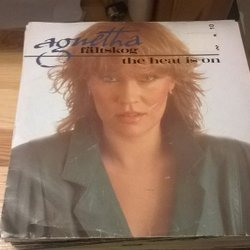 agnetha
fältskog
the heat is on